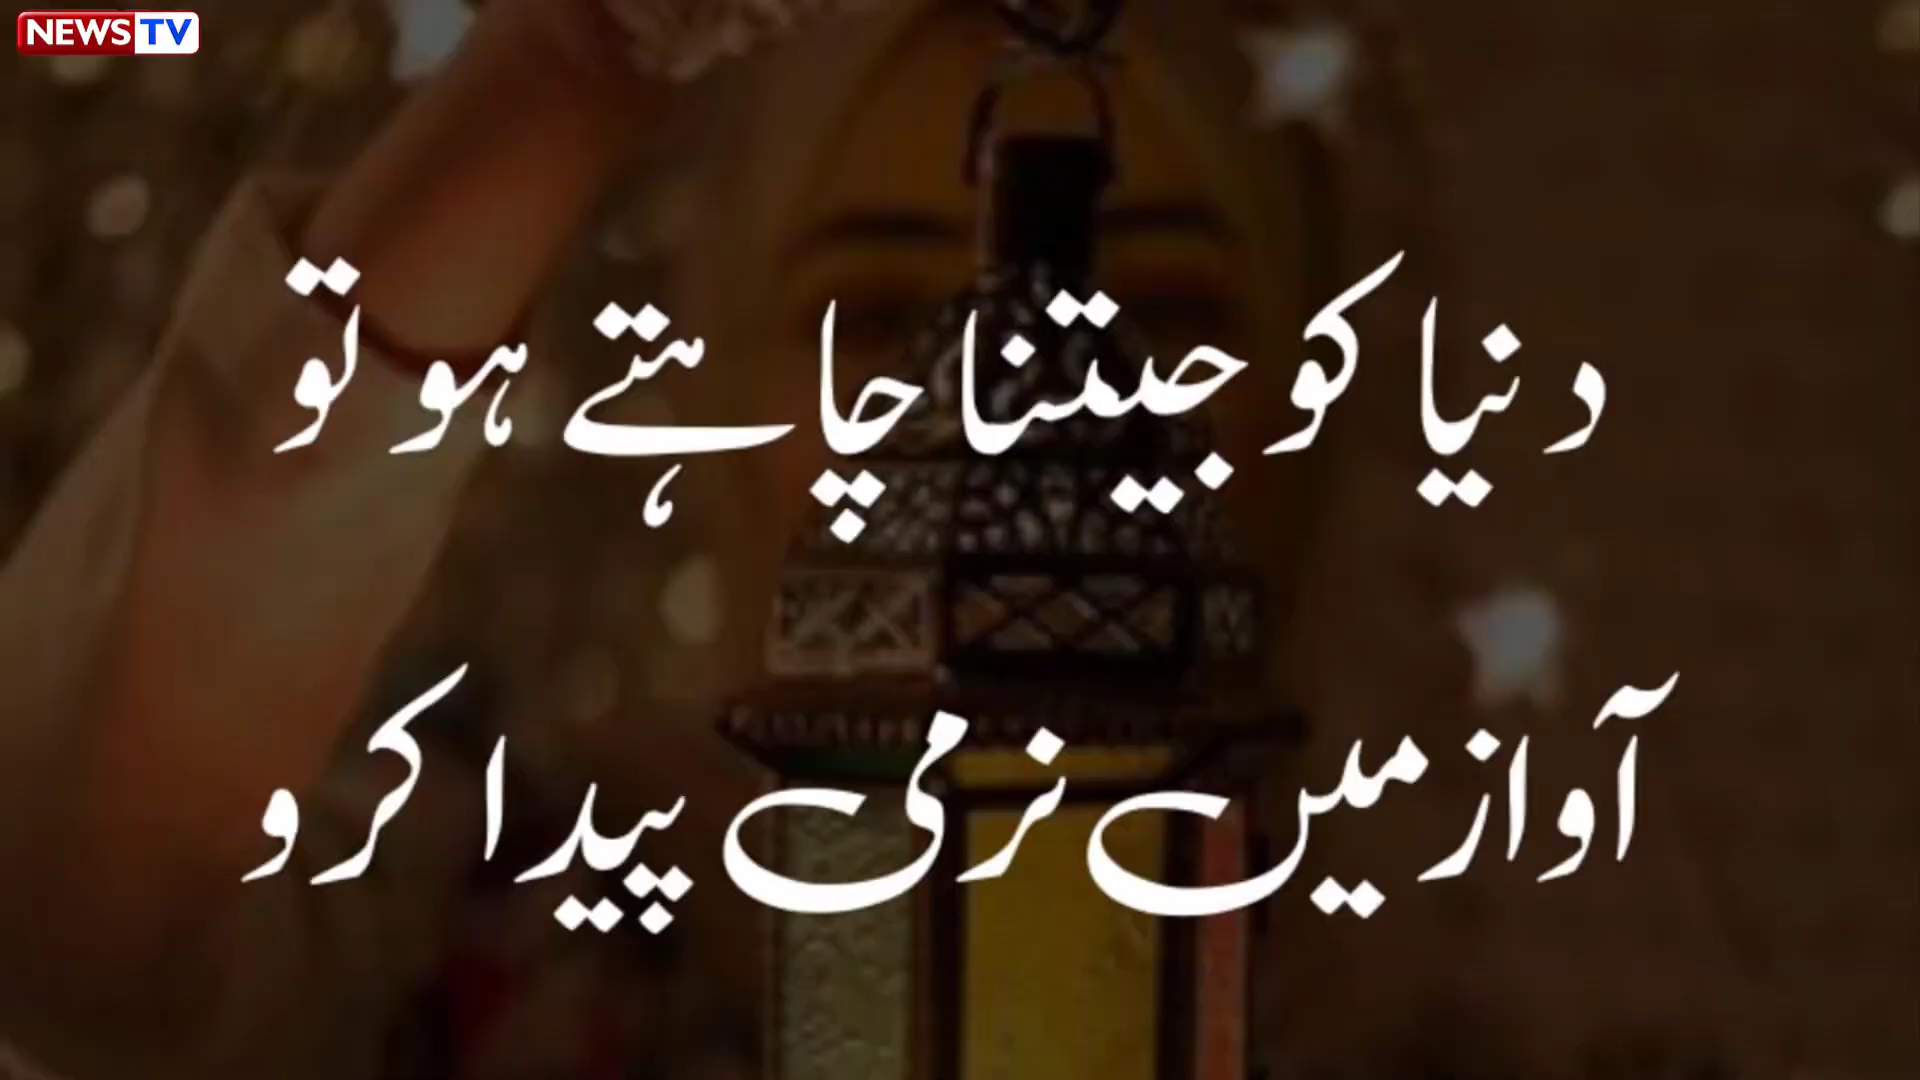 NEWS TV
دنیا کو جیتنا چاہتے ہو تو
آواز میں نرمی پیدا کرو